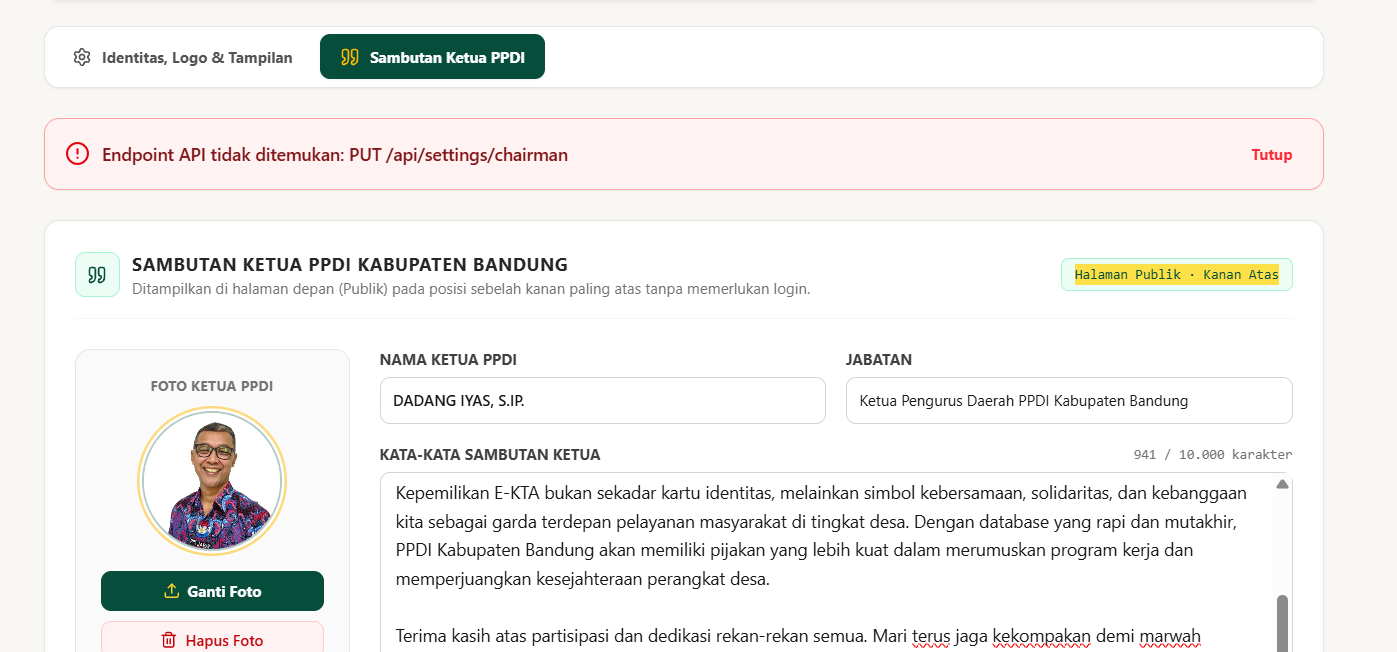 Identitas, Logo & Tampilan
Sambutan Ketua PPDI
Endpoint API tidak ditemukan: PUT /api/settings/chairman
Tutup
SAMBUTAN KETUA PPDI KABUPATEN BANDUNG
Ditampilkan di halaman depan (Publik) pada posisi sebelah kanan paling atas tanpa memerlukan login.
Halaman Publik · Kanan Atas
FOTO KETUA PPDI
Ganti Foto
Hapus Foto
NAMA KETUA PPDI
DADANG IYAS, S.IP.
JABATAN
Ketua Pengurus Daerah PPDI Kabupaten Bandung
KATA-KATA SAMBUTAN KETUA
941 / 10.000 karakter
Kepemilikan E-KTA bukan sekadar kartu identitas, melainkan simbol kebersamaan, solidaritas, dan kebanggaan
kita sebagai garda terdepan pelayanan masyarakat di tingkat desa. Dengan database yang rapi dan mutakhir,
PPDI Kabupaten Bandung akan memiliki pijakan yang lebih kuat dalam merumuskan program kerja dan
memperjuangkan kesejahteraan perangkat desa.
Terima kasih atas partisipasi dan dedikasi rekan-rekan semua. Mari terus jaga kekompakan demi marwah